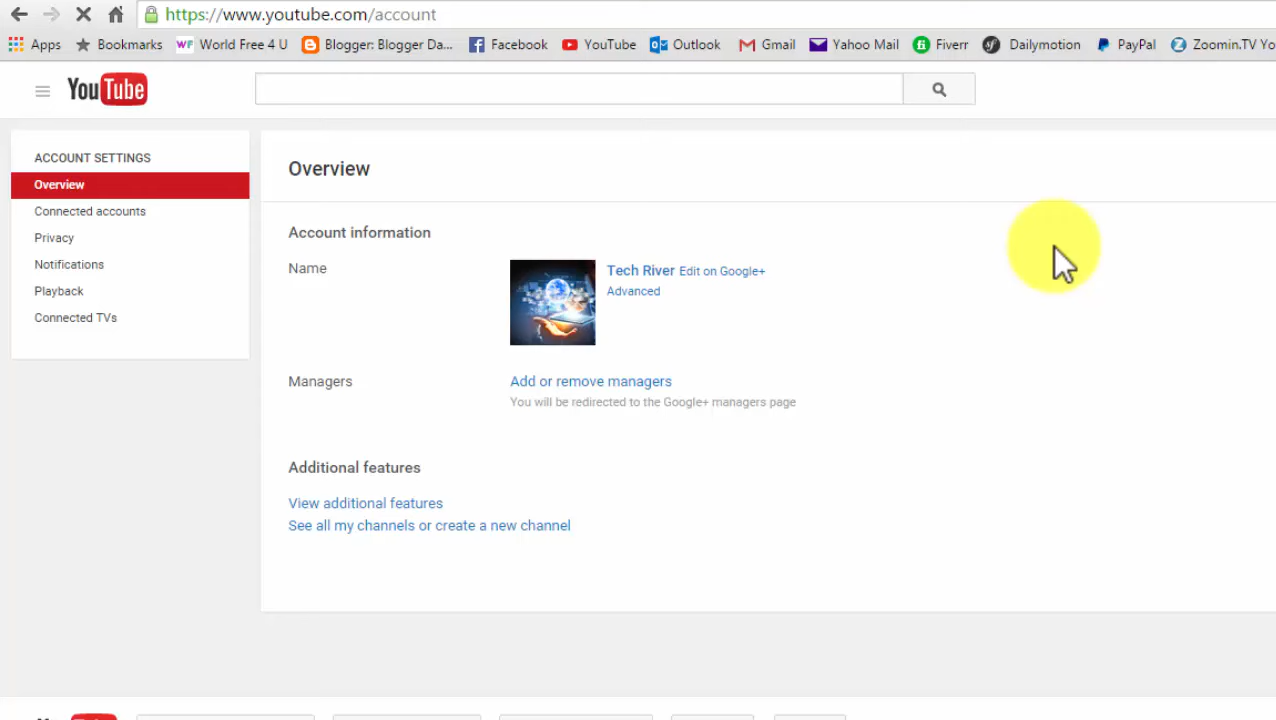 https://www.youtube.com/account
Apps Bookmarks WF World Free 4 U Blogger: Blogger Da... Facebook YouTube Outlook Gmail Yahoo Mail Fiverr Dailymotion PayPal Zoomin.TV Yo
YouTube
ACCOUNT SETTINGS
Overview
Connected accounts
Privacy
Notifications
Playback
Connected TVs
Overview
Account information
Name
Tech River Edit on Google+
Advanced
Managers
Add or remove managers
You will be redirected to the Google+ managers page
Additional features
View additional features
See all my channels or create a new channel